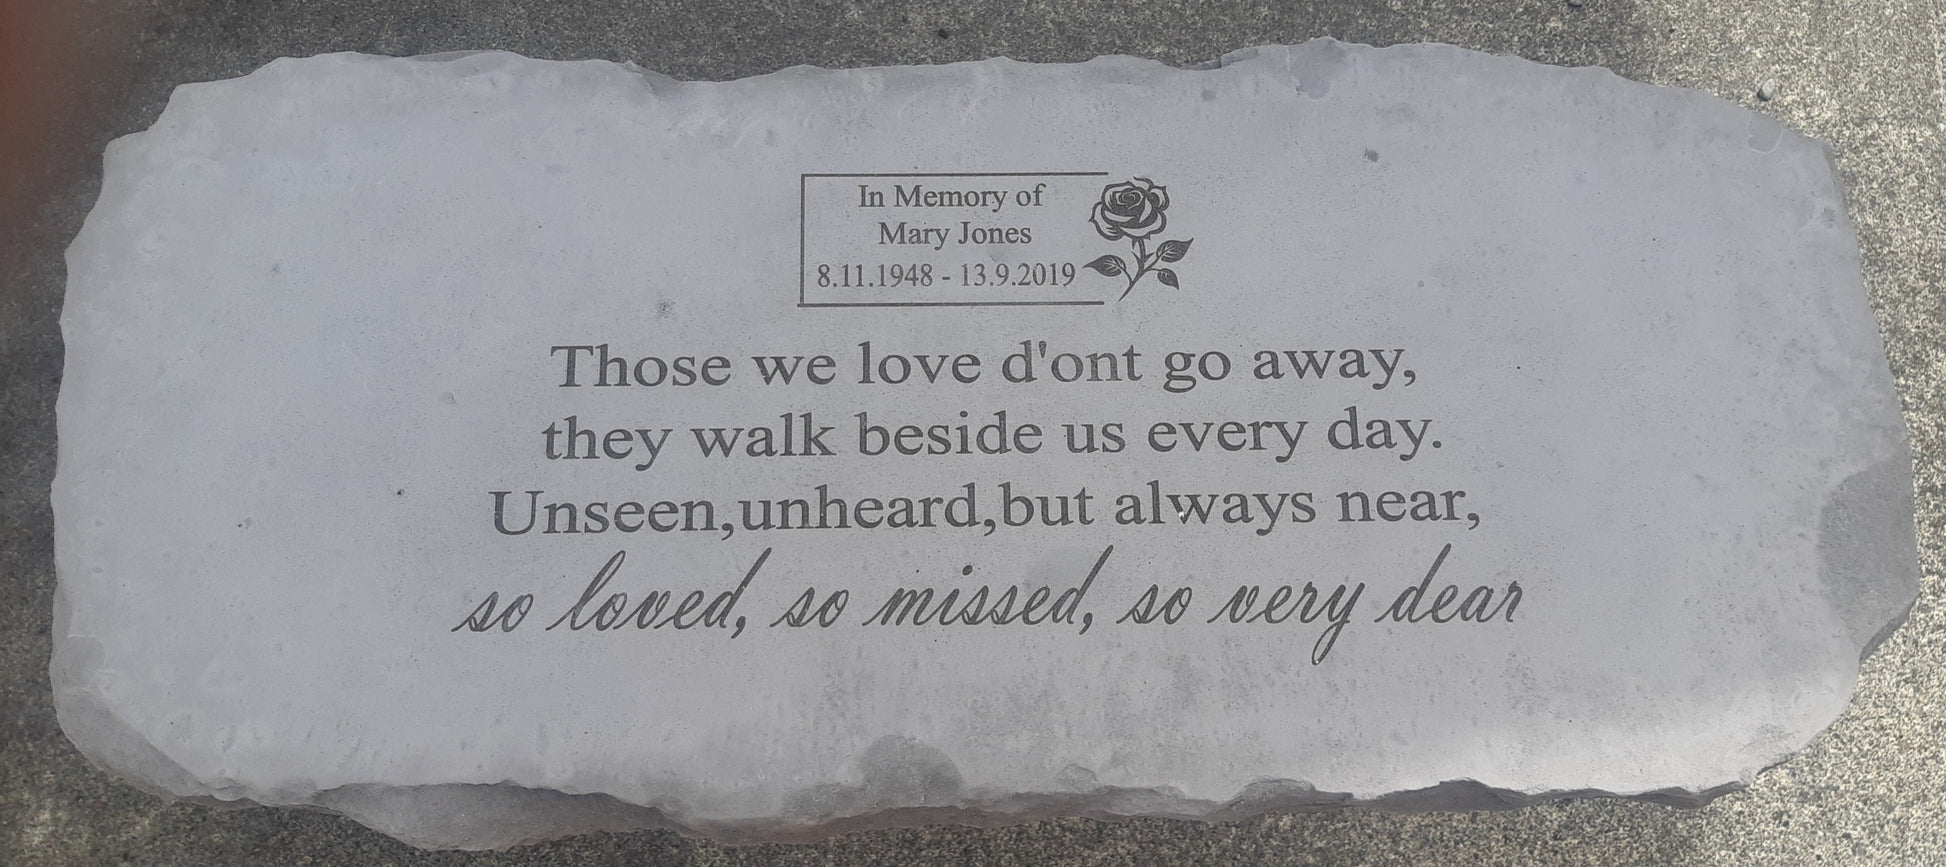 In Memory of
Mary Jones
8.11.1948 - 13.9.2019
Those we love d'ont go away,
they walk beside us every day.
Unseen,unheard,but always near,
so loved, so missed, so very dear